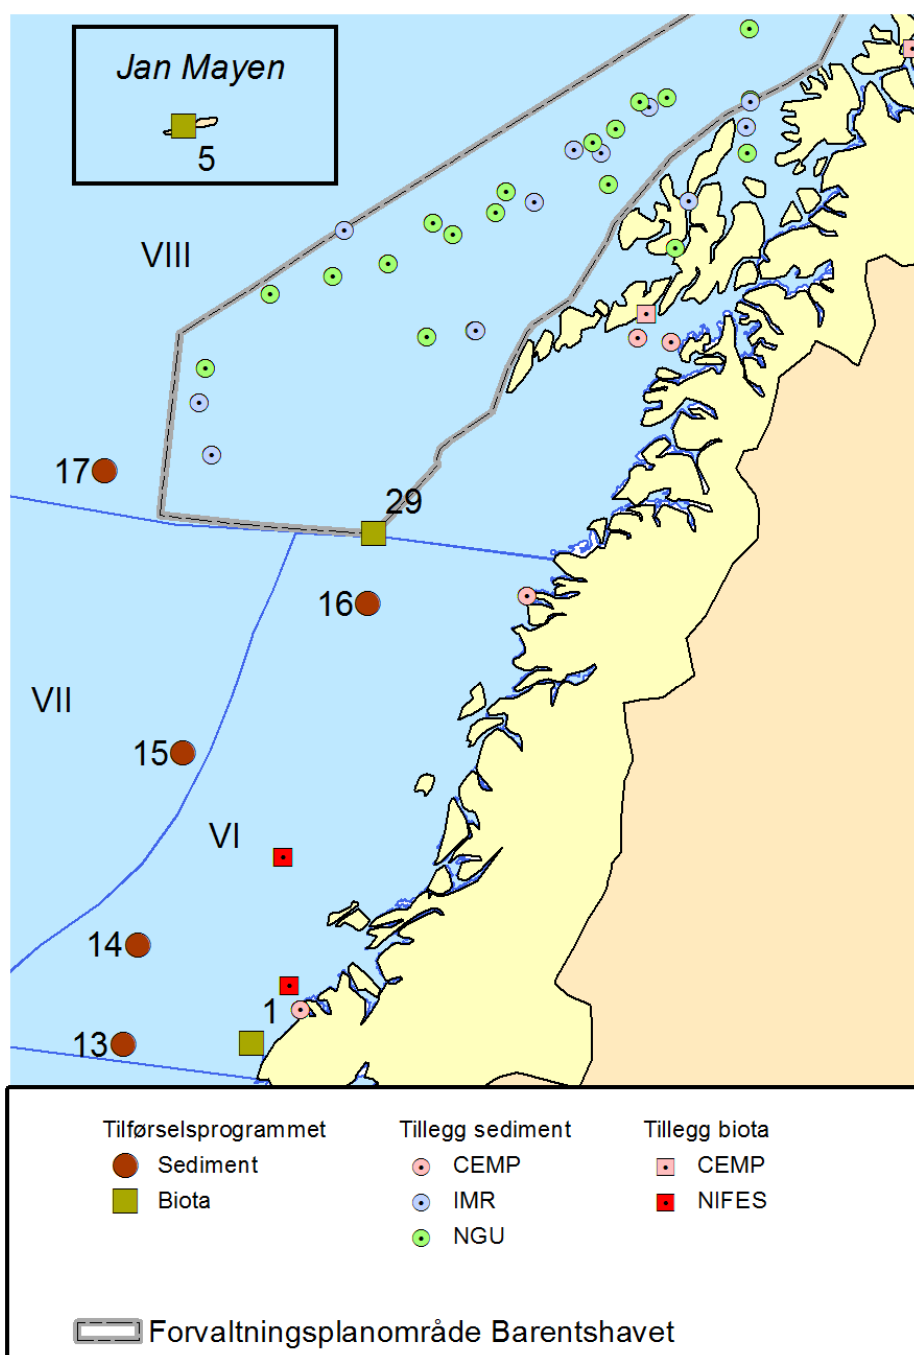 Jan Mayen
5
VIII
17
29
16
VII
15
VI
14
1
13
Tilførselsprogrammet
Sediment
Biota
Tillegg sediment
CEMP
IMR
NGU
Tillegg biota
CEMP
NIFES
Forvaltningsplanområde Barentshavet